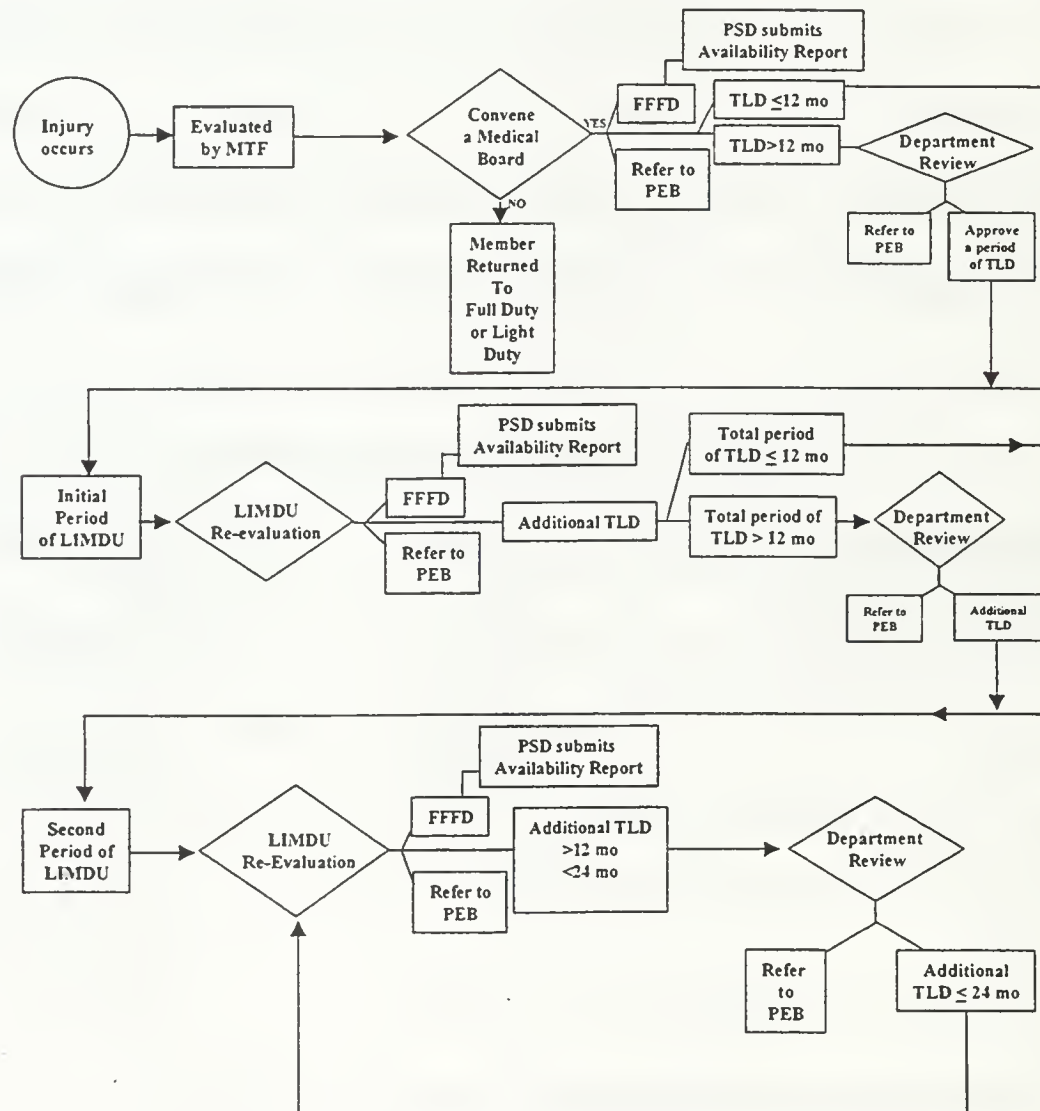 PSD submits
Availability Report
Injury
occurs
Evaluated
by MTF
Convene
a Medical
Board
YES
FFFD
TLD ≤12 mo
TLD>12 mo
Refer to
PEB
Department
Review
NO
Refer to
PEB
Approve
a period
of TLD
Member
Returned
To
Full Duty
or Light
Duty
PSD submits
Availability Report
Total period
of TLD ≤ 12 mo
Initial
Period
of LIMDU
LIMDU
Re-evaluation
FFFD
Refer to
PEB
Additional TLD
Total period of
TLD > 12 mo
Department
Review
Refer to
PEB
Additional
TLD
PSD submits
Availability Report
Second
Period of
LIMDU
LIMDU
Re-Evaluation
FFFD
Refer to
PEB
Additional TLD
>12 mo
<24 mo
Department
Review
Refer
to
PEB
Additional
TLD ≤ 24 mo